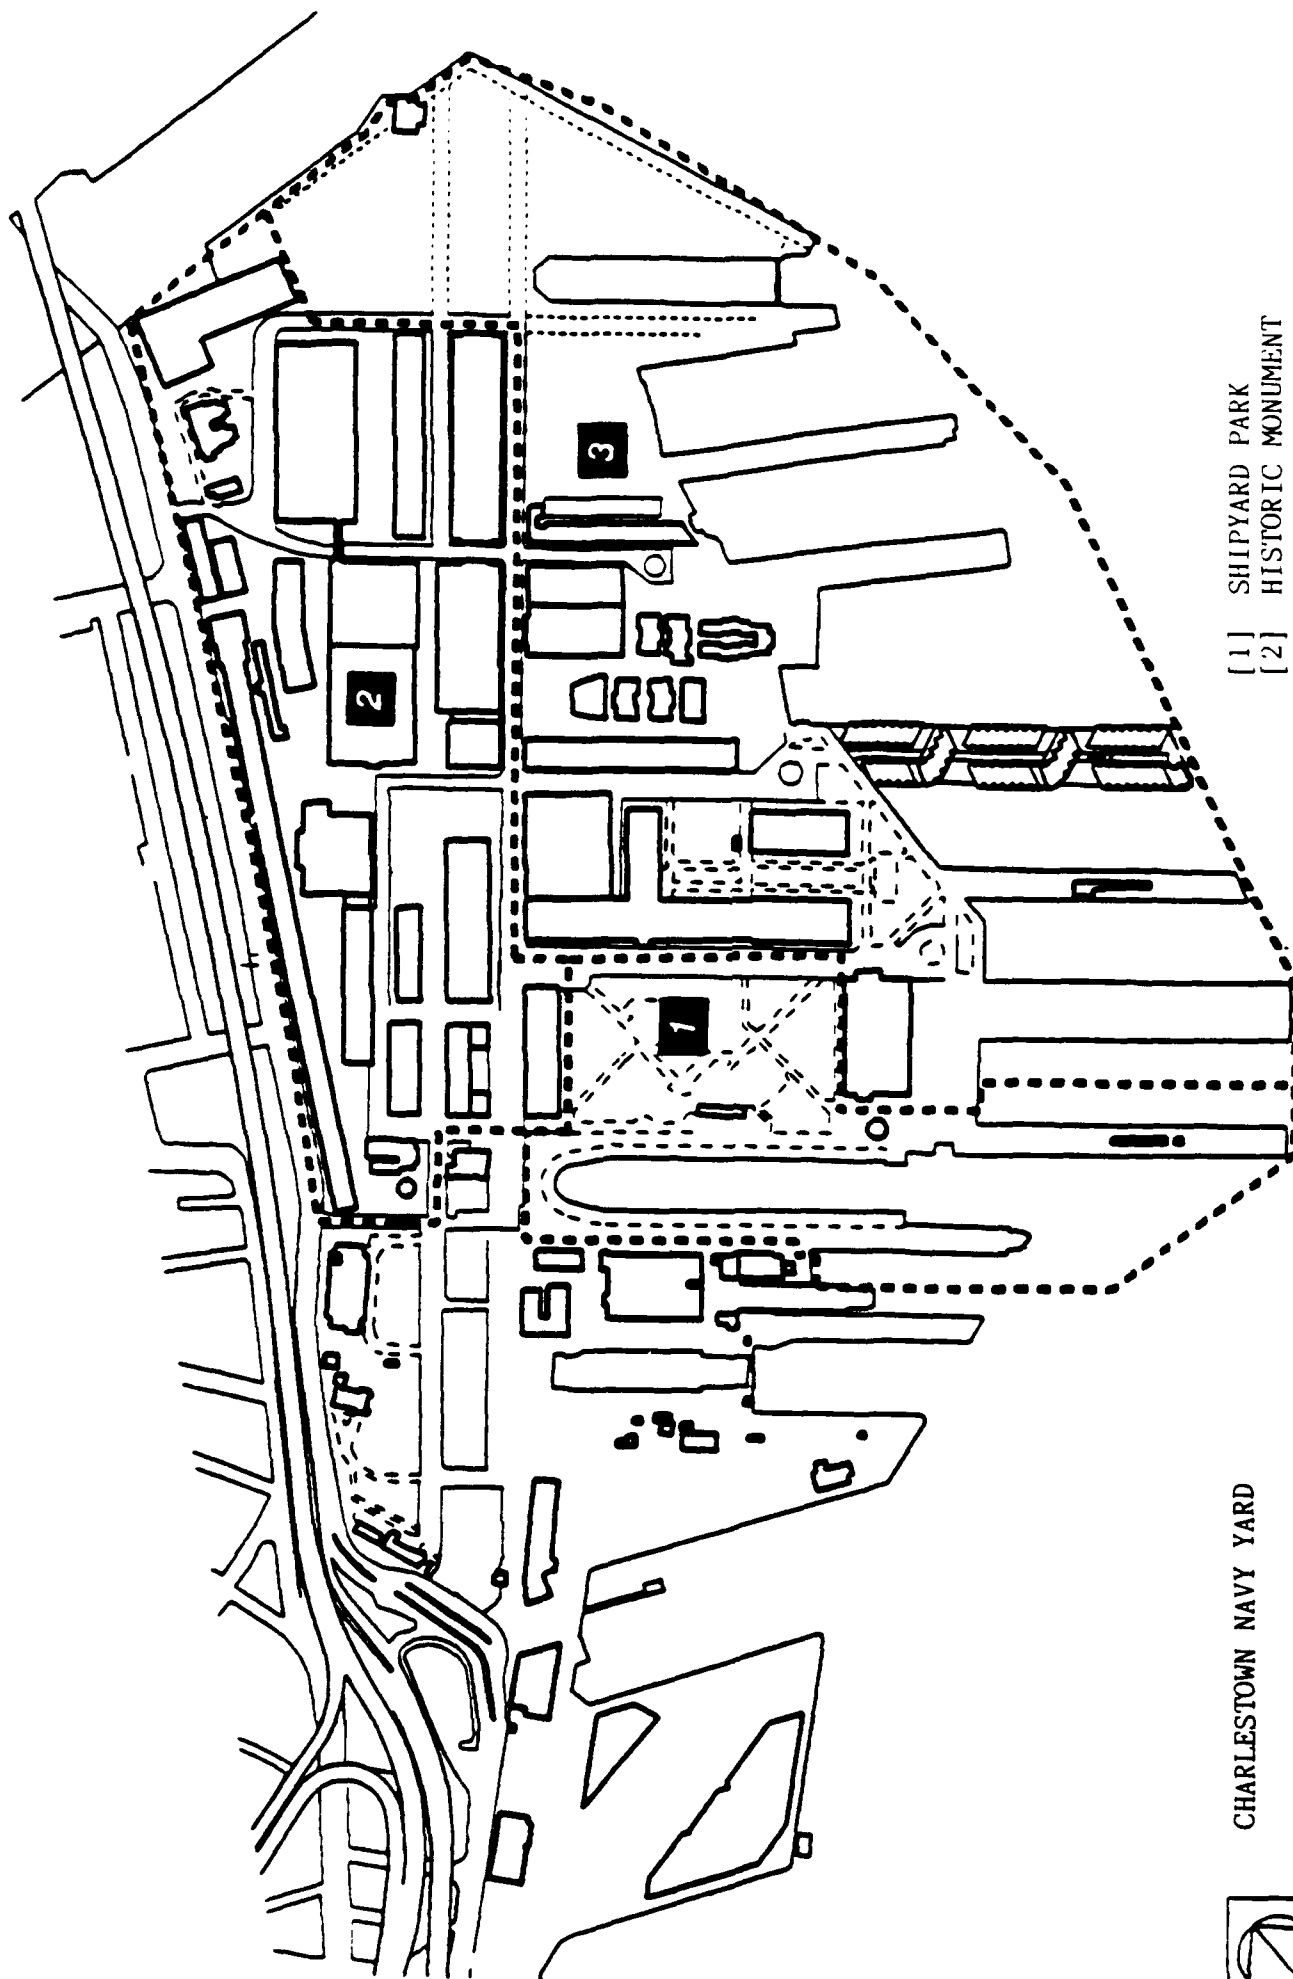 3
2
1
CHARLESTOWN NAVY YARD
[1] SHIPYARD PARK
[2] HISTORIC MONUMENT